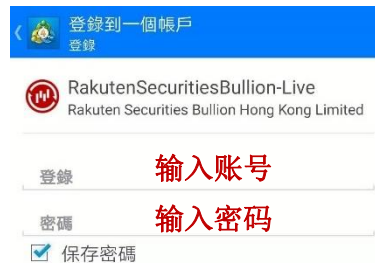 登錄到一個帳戶
登錄
RakutenSecuritiesBullion-Live
Rakuten Securities Bullion Hong Kong Limited
登錄 输入账号
密碼 输入密码
保存密碼